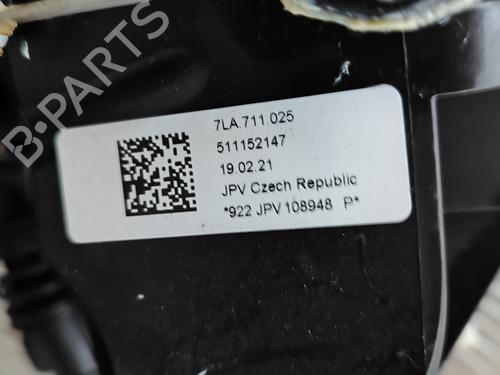 B-PARTS
7LA.711.025
511152147
19.02.21
JPV Czech Republic
*922 JPV 108948 P*